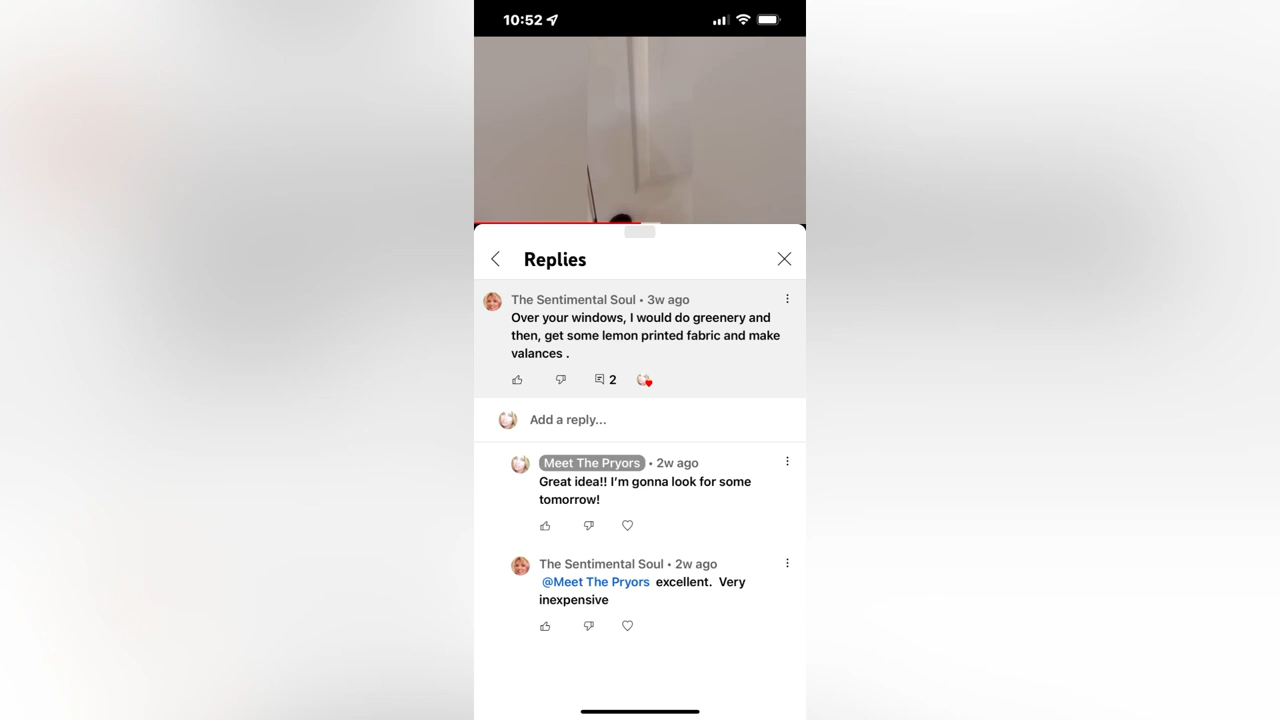 10:52
Replies
The Sentimental Soul • 3w ago
Over your windows, I would do greenery and
then, get some lemon printed fabric and make
valances .
2
Add a reply...
Meet The Pryors • 2w ago
Great idea!! I’m gonna look for some
tomorrow!
The Sentimental Soul • 2w ago
@Meet The Pryors excellent. Very
inexpensive